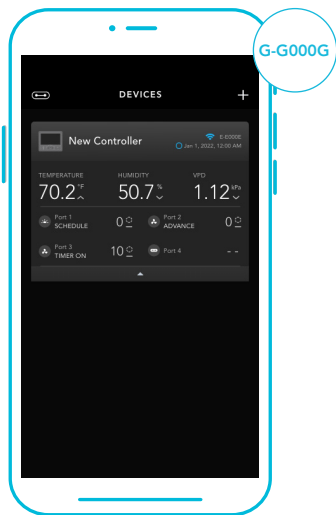 G-G000G
DEVICES
New Controller
E-E000E
Jan 1, 2022, 12:00 AM
TEMPERATURE HUMIDITY VPD
70.2 °F 50.7 % 1.12 kPa
Port 1 SCHEDULE 0 Port 2 ADVANCE 0
Port 3 TIMER ON 10 Port 4 - -